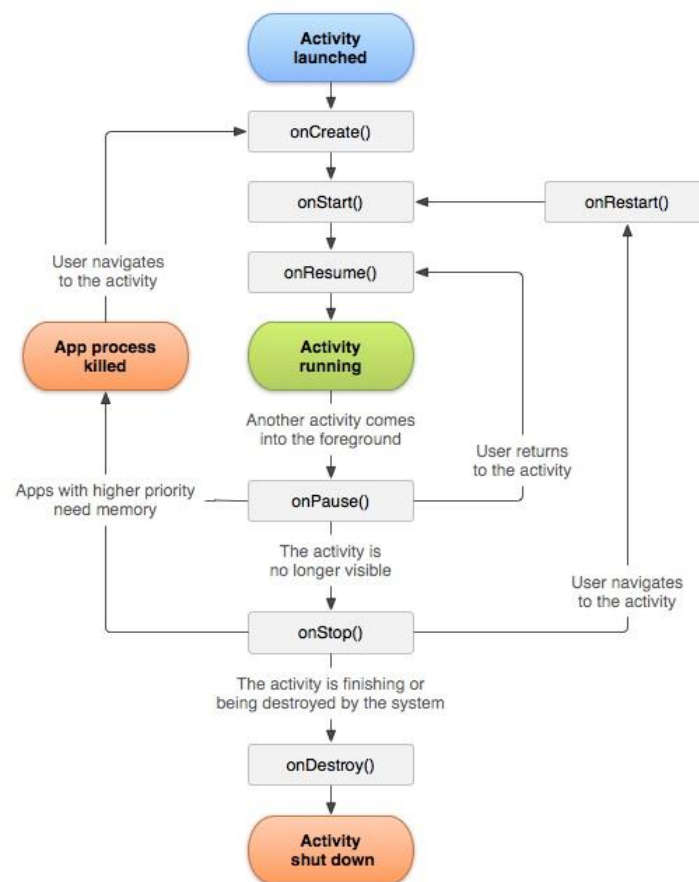 Activity
launched
onCreate()
onStart()
onRestart()
User navigates
to the activity
onResume()
App process
killed
Activity
running
Another activity comes
into the foreground
User returns
to the activity
Apps with higher priority
need memory
onPause()
The activity is
no longer visible
User navigates
to the activity
onStop()
The activity is finishing or
being destroyed by the system
onDestroy()
Activity
shut down